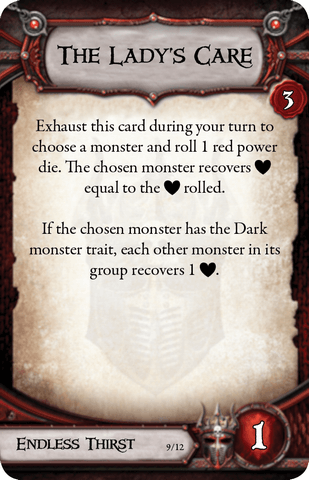 The Lady's Care
3
Exhaust this card during your turn to
choose a monster and roll 1 red power
die. The chosen monster recovers ♥
equal to the ♥ rolled.
If the chosen monster has the Dark
monster trait, each other monster in its
group recovers 1 ♥.
Endless Thirst
9/12
1